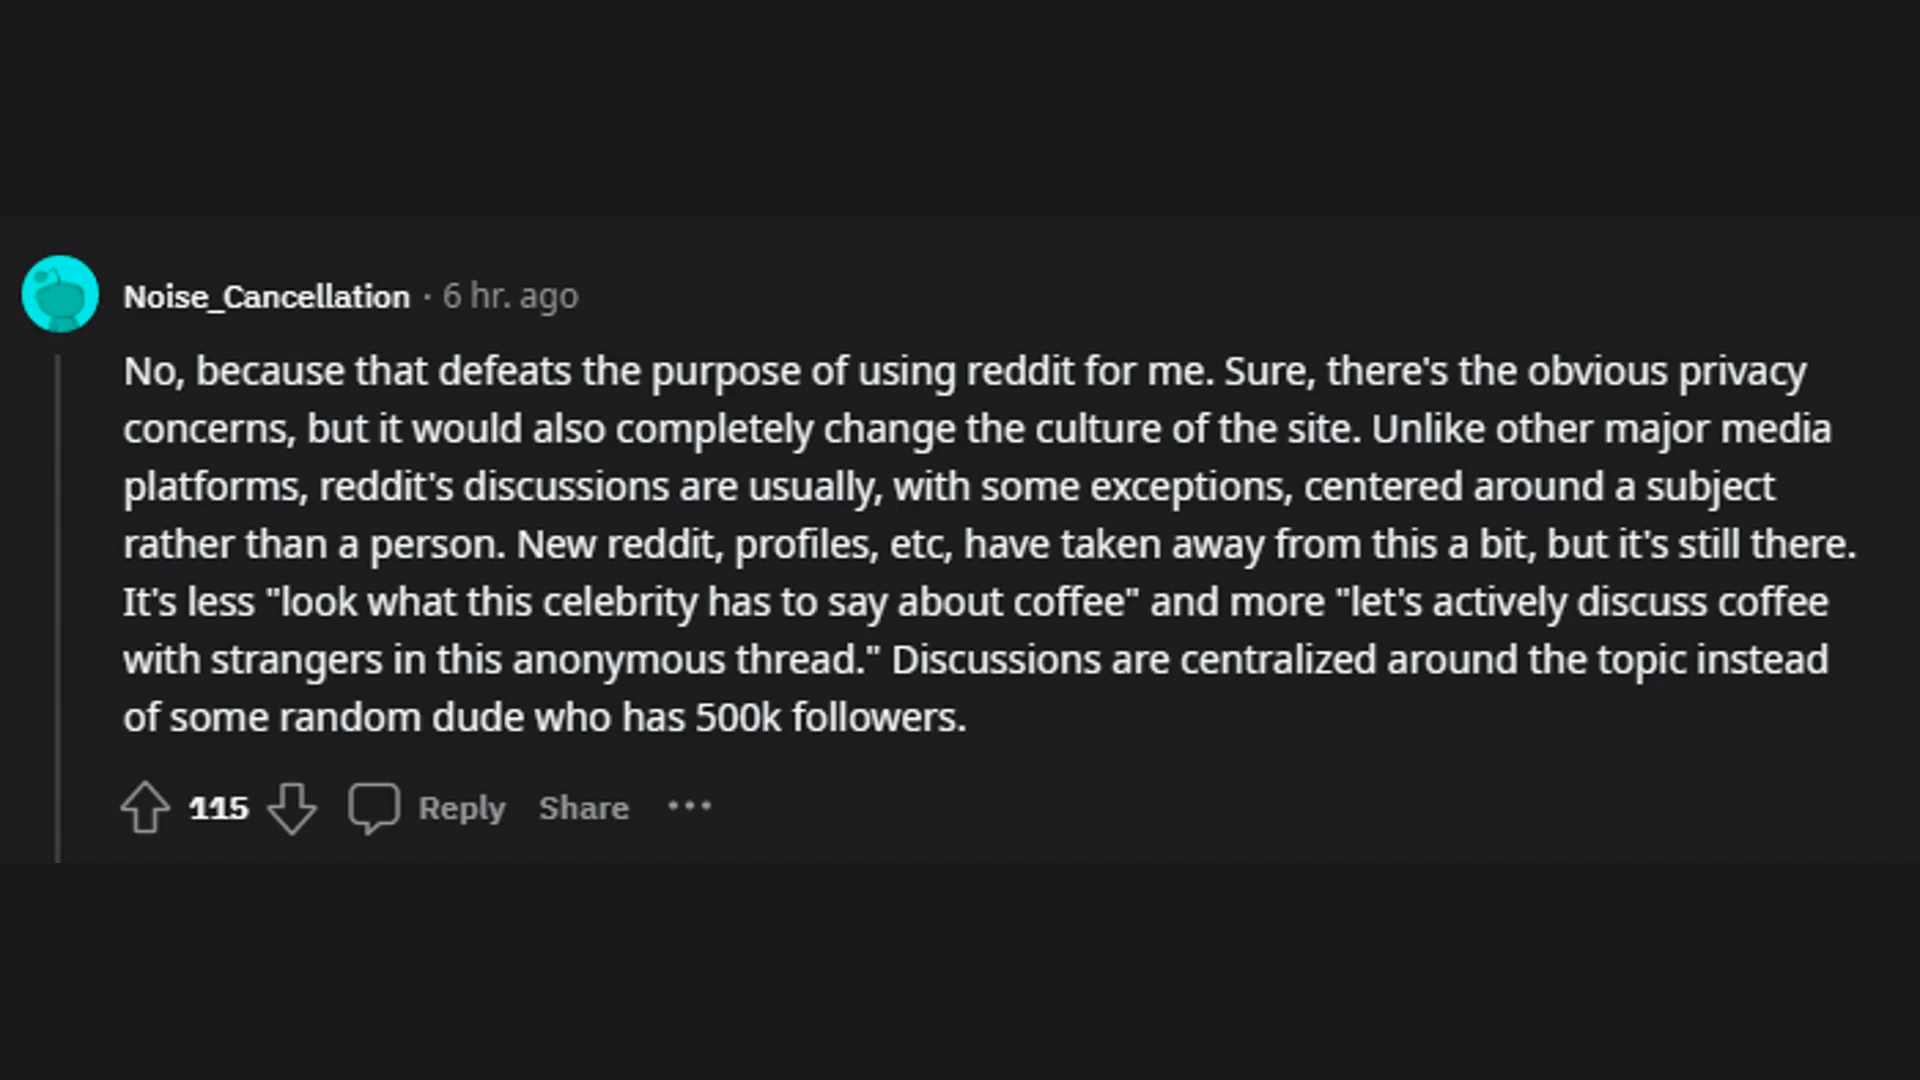 Noise_Cancellation · 6 hr. ago
No, because that defeats the purpose of using reddit for me. Sure, there's the obvious privacy
concerns, but it would also completely change the culture of the site. Unlike other major media
platforms, reddit's discussions are usually, with some exceptions, centered around a subject
rather than a person. New reddit, profiles, etc, have taken away from this a bit, but it's still there.
It's less "look what this celebrity has to say about coffee" and more "let's actively discuss coffee
with strangers in this anonymous thread." Discussions are centralized around the topic instead
of some random dude who has 500k followers.
115 Reply Share ···